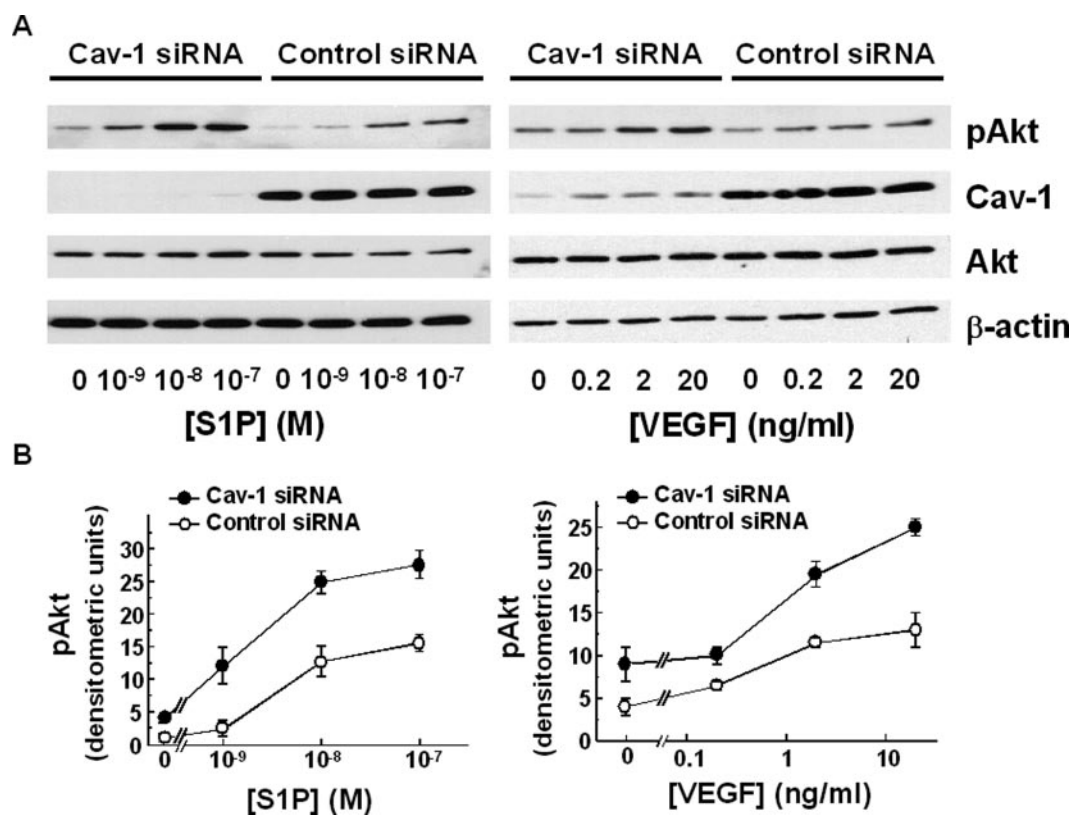 A
Cav-1 siRNA Control siRNA Cav-1 siRNA Control siRNA
pAkt
Cav-1
Akt
β-actin
0 10⁻⁹ 10⁻⁸ 10⁻⁷ 0 10⁻⁹ 10⁻⁸ 10⁻⁷ 0 0.2 2 20 0 0.2 2 20
[S1P] (M) [VEGF] (ng/ml)
B
Cav-1 siRNA
Control siRNA
pAkt
(densitometric units)
30
25
20
15
10
5
0
0 10⁻⁹ 10⁻⁸ 10⁻⁷
[S1P] (M)
Cav-1 siRNA
Control siRNA
pAkt
(densitometric units)
25
20
15
10
5
0
0 0.1 1 10
[VEGF] (ng/ml)